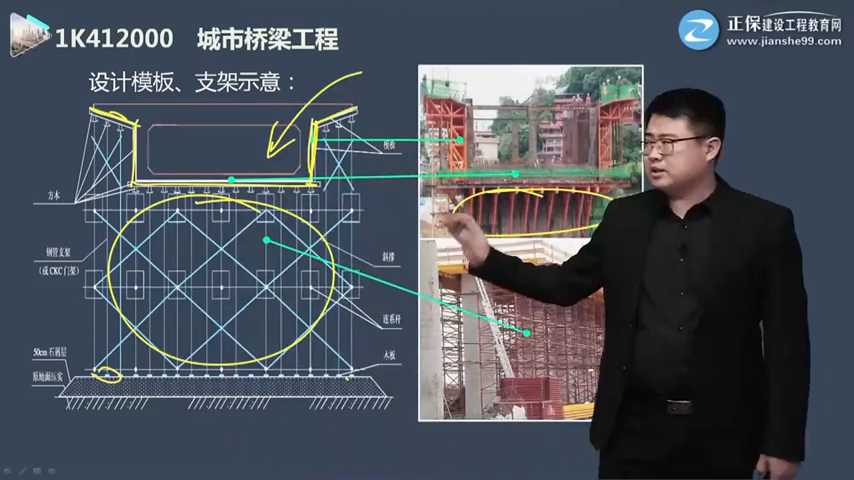 1K412000 城市桥梁工程
正保建设工程教育网
www.jianshe99.com
设计模板、支架示意：
模板
方木
钢管支架
（或CKC门架）
斜撑
连系杆
50cm石屑层
木板
原地面压实